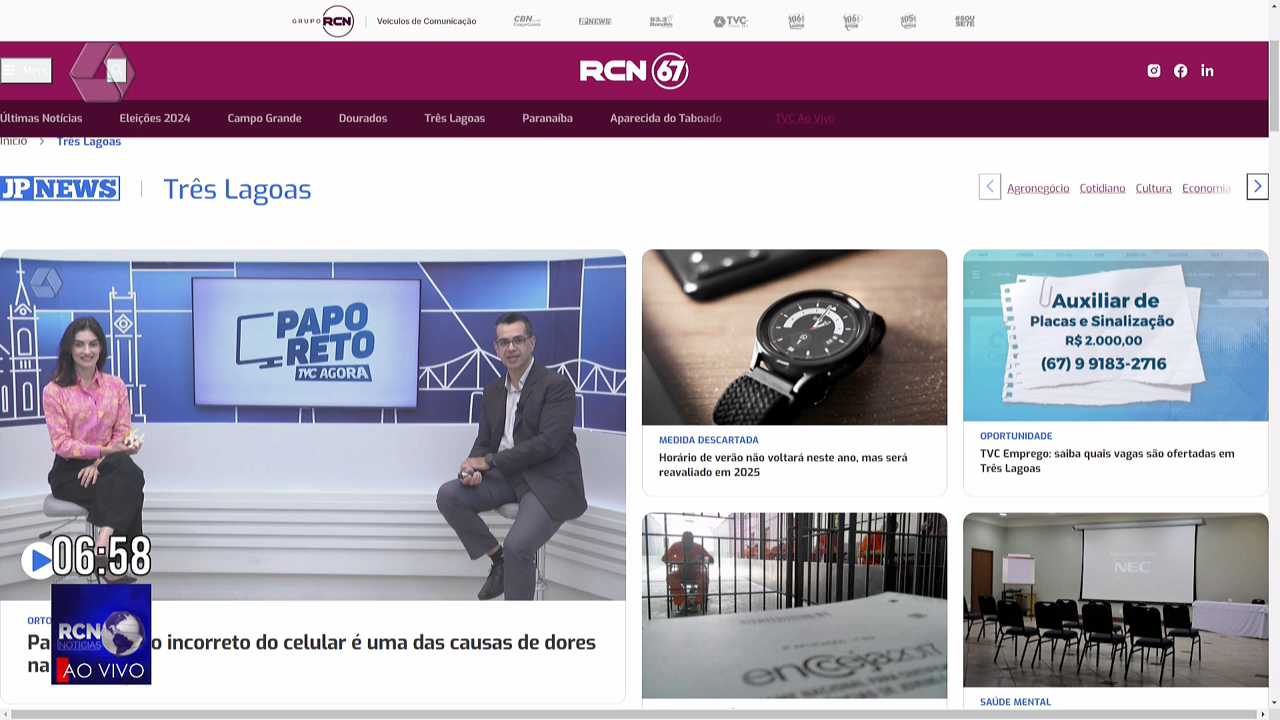 GRUPO RCN
Veículos de Comunicação
CBN
JPNEWS
93.3
TVC
#SOU
SE7E
Menu
RCN 67
Últimas Notícias
Eleições 2024
Campo Grande
Dourados
Três Lagoas
Paranaíba
Aparecida do Taboado
TVC Ao Vivo
Início
Três Lagoas
JPNEWS
Três Lagoas
Agronegócio
Cotidiano
Cultura
Economia
PAPO
RETO
TVC AGORA
06:58
RCN
NOTÍCIAS
AO VIVO
ORTO
Pa
o incorreto do celular é uma das causas de dores
na
MEDIDA DESCARTADA
Horário de verão não voltará neste ano, mas será
reavaliado em 2025
Auxiliar de
Placas e Sinalização
R$ 2.000,00
(67) 9 9183-2716
OPORTUNIDADE
TVC Emprego: saiba quais vagas são ofertadas em
Três Lagoas
NEC
SAÚDE MENTAL